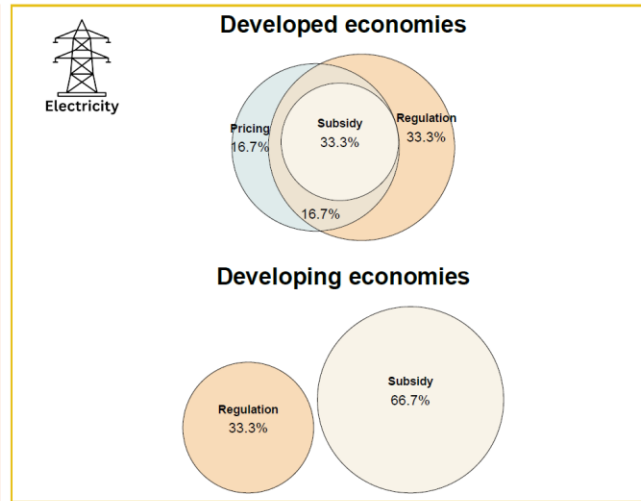 Developed economies
Electricity
Pricing
16.7%
Subsidy
33.3%
Regulation
33.3%
16.7%
Developing economies
Regulation
33.3%
Subsidy
66.7%